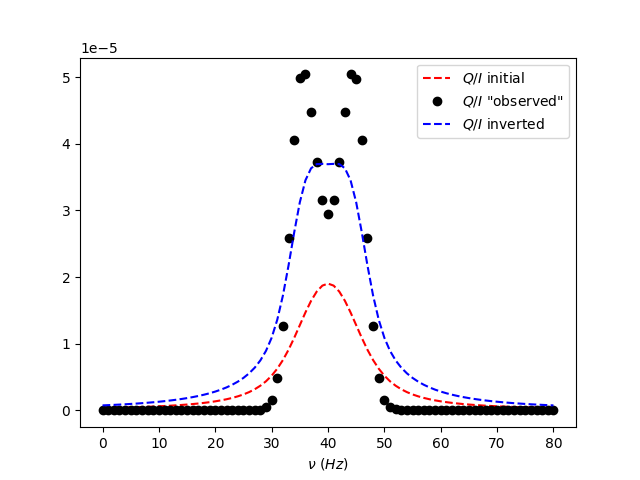 1e−5
Q/I initial
Q/I "observed"
Q/I inverted
5
4
3
2
1
0
0 10 20 30 40 50 60 70 80
ν (Hz)